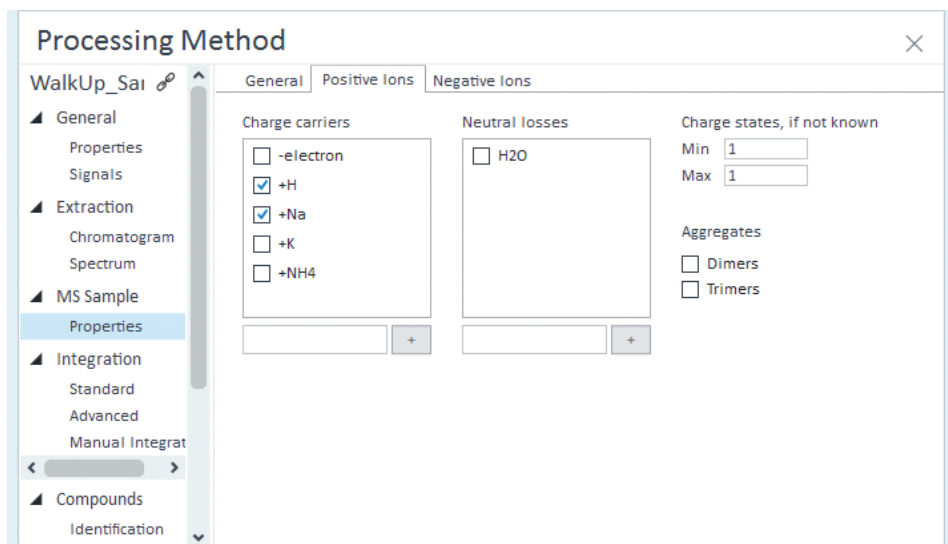 Processing Method
WalkUp_Sar
General
Properties
Signals
Extraction
Chromatogram
Spectrum
MS Sample
Properties
Integration
Standard
Advanced
Manual Integrat
Compounds
Identification
General
Positive Ions
Negative Ions
Charge carriers
-electron
+H
+Na
+K
+NH4
+
Neutral losses
H2O
+
Charge states, if not known
Min 1
Max 1
Aggregates
Dimers
Trimers